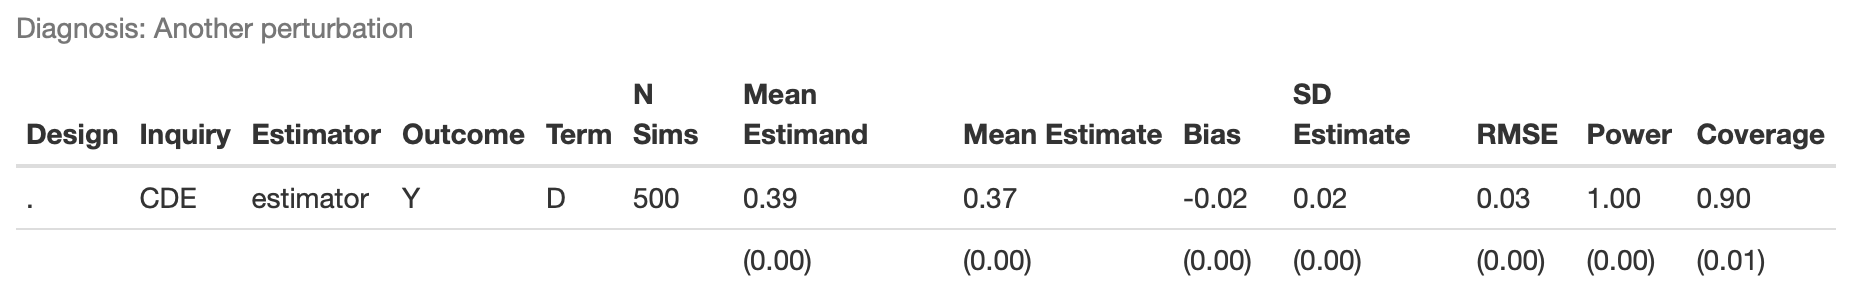 Diagnosis: Another perturbation
N Mean SD
Design Inquiry Estimator Outcome Term Sims Estimand Mean Estimate Bias Estimate RMSE Power Coverage
. CDE estimator Y D 500 0.39 0.37 -0.02 0.02 0.03 1.00 0.90
(0.00) (0.00) (0.00) (0.00) (0.00) (0.00) (0.01)